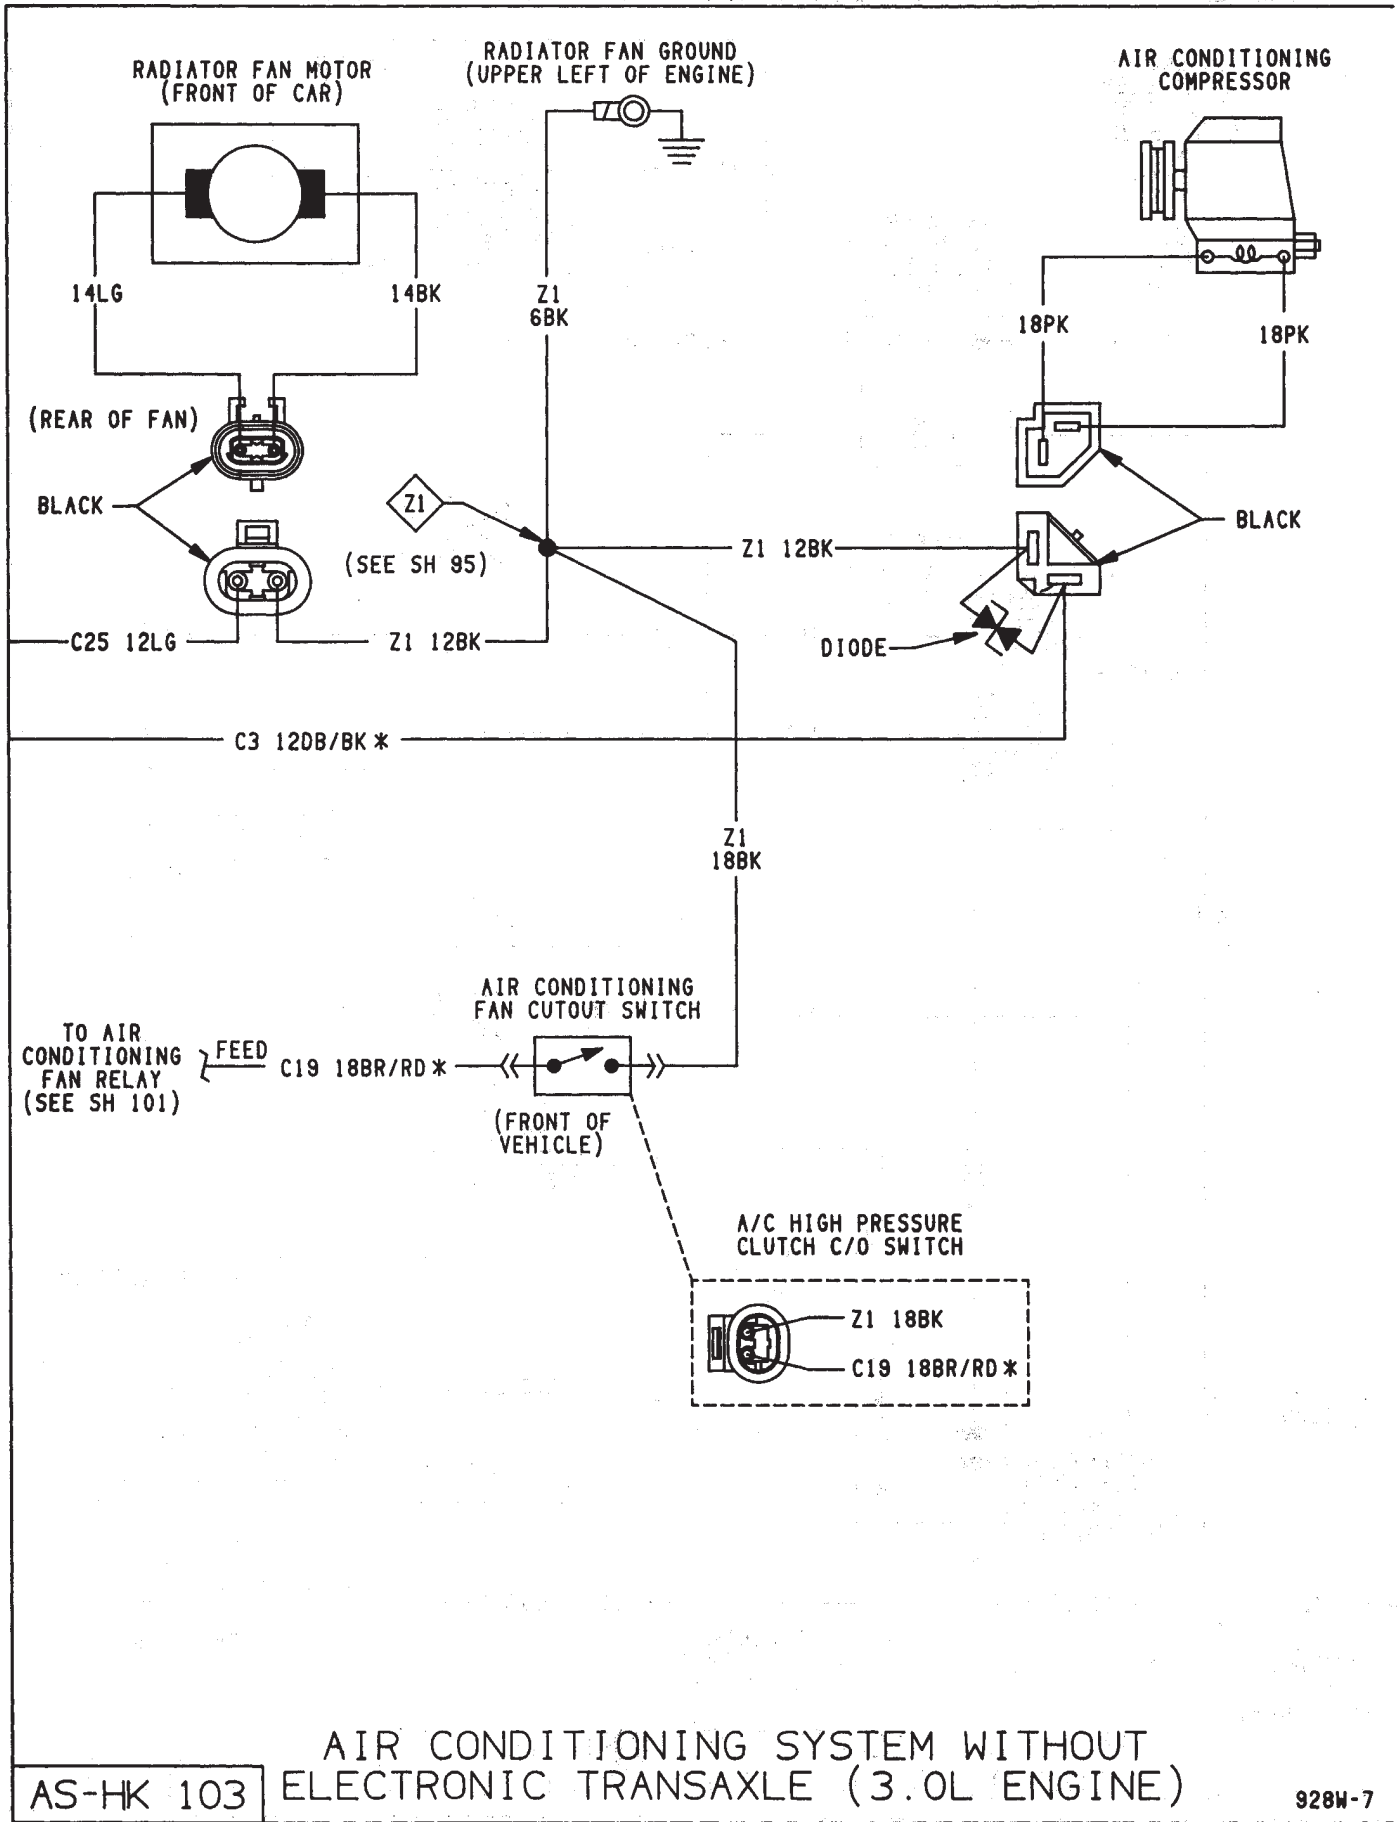 RADIATOR FAN MOTOR
(FRONT OF CAR)
RADIATOR FAN GROUND
(UPPER LEFT OF ENGINE)
AIR CONDITIONING
COMPRESSOR
14LG
14BK
Z1
6BK
18PK
18PK
(REAR OF FAN)
BLACK
Z1
(SEE SH 95)
Z1 12BK
BLACK
DIODE
C25 12LG
Z1 12BK
C3 12DB/BK*
Z1
18BK
AIR CONDITIONING
FAN CUTOUT SWITCH
TO AIR
CONDITIONING
FAN RELAY
(SEE SH 101)
FEED
C19 18BR/RD*
(FRONT OF
VEHICLE)
A/C HIGH PRESSURE
CLUTCH C/O SWITCH
Z1 18BK
C19 18BR/RD*
AIR CONDITIONING SYSTEM WITHOUT
ELECTRONIC TRANSAXLE (3.0L ENGINE)
AS-HK 103
928W-7